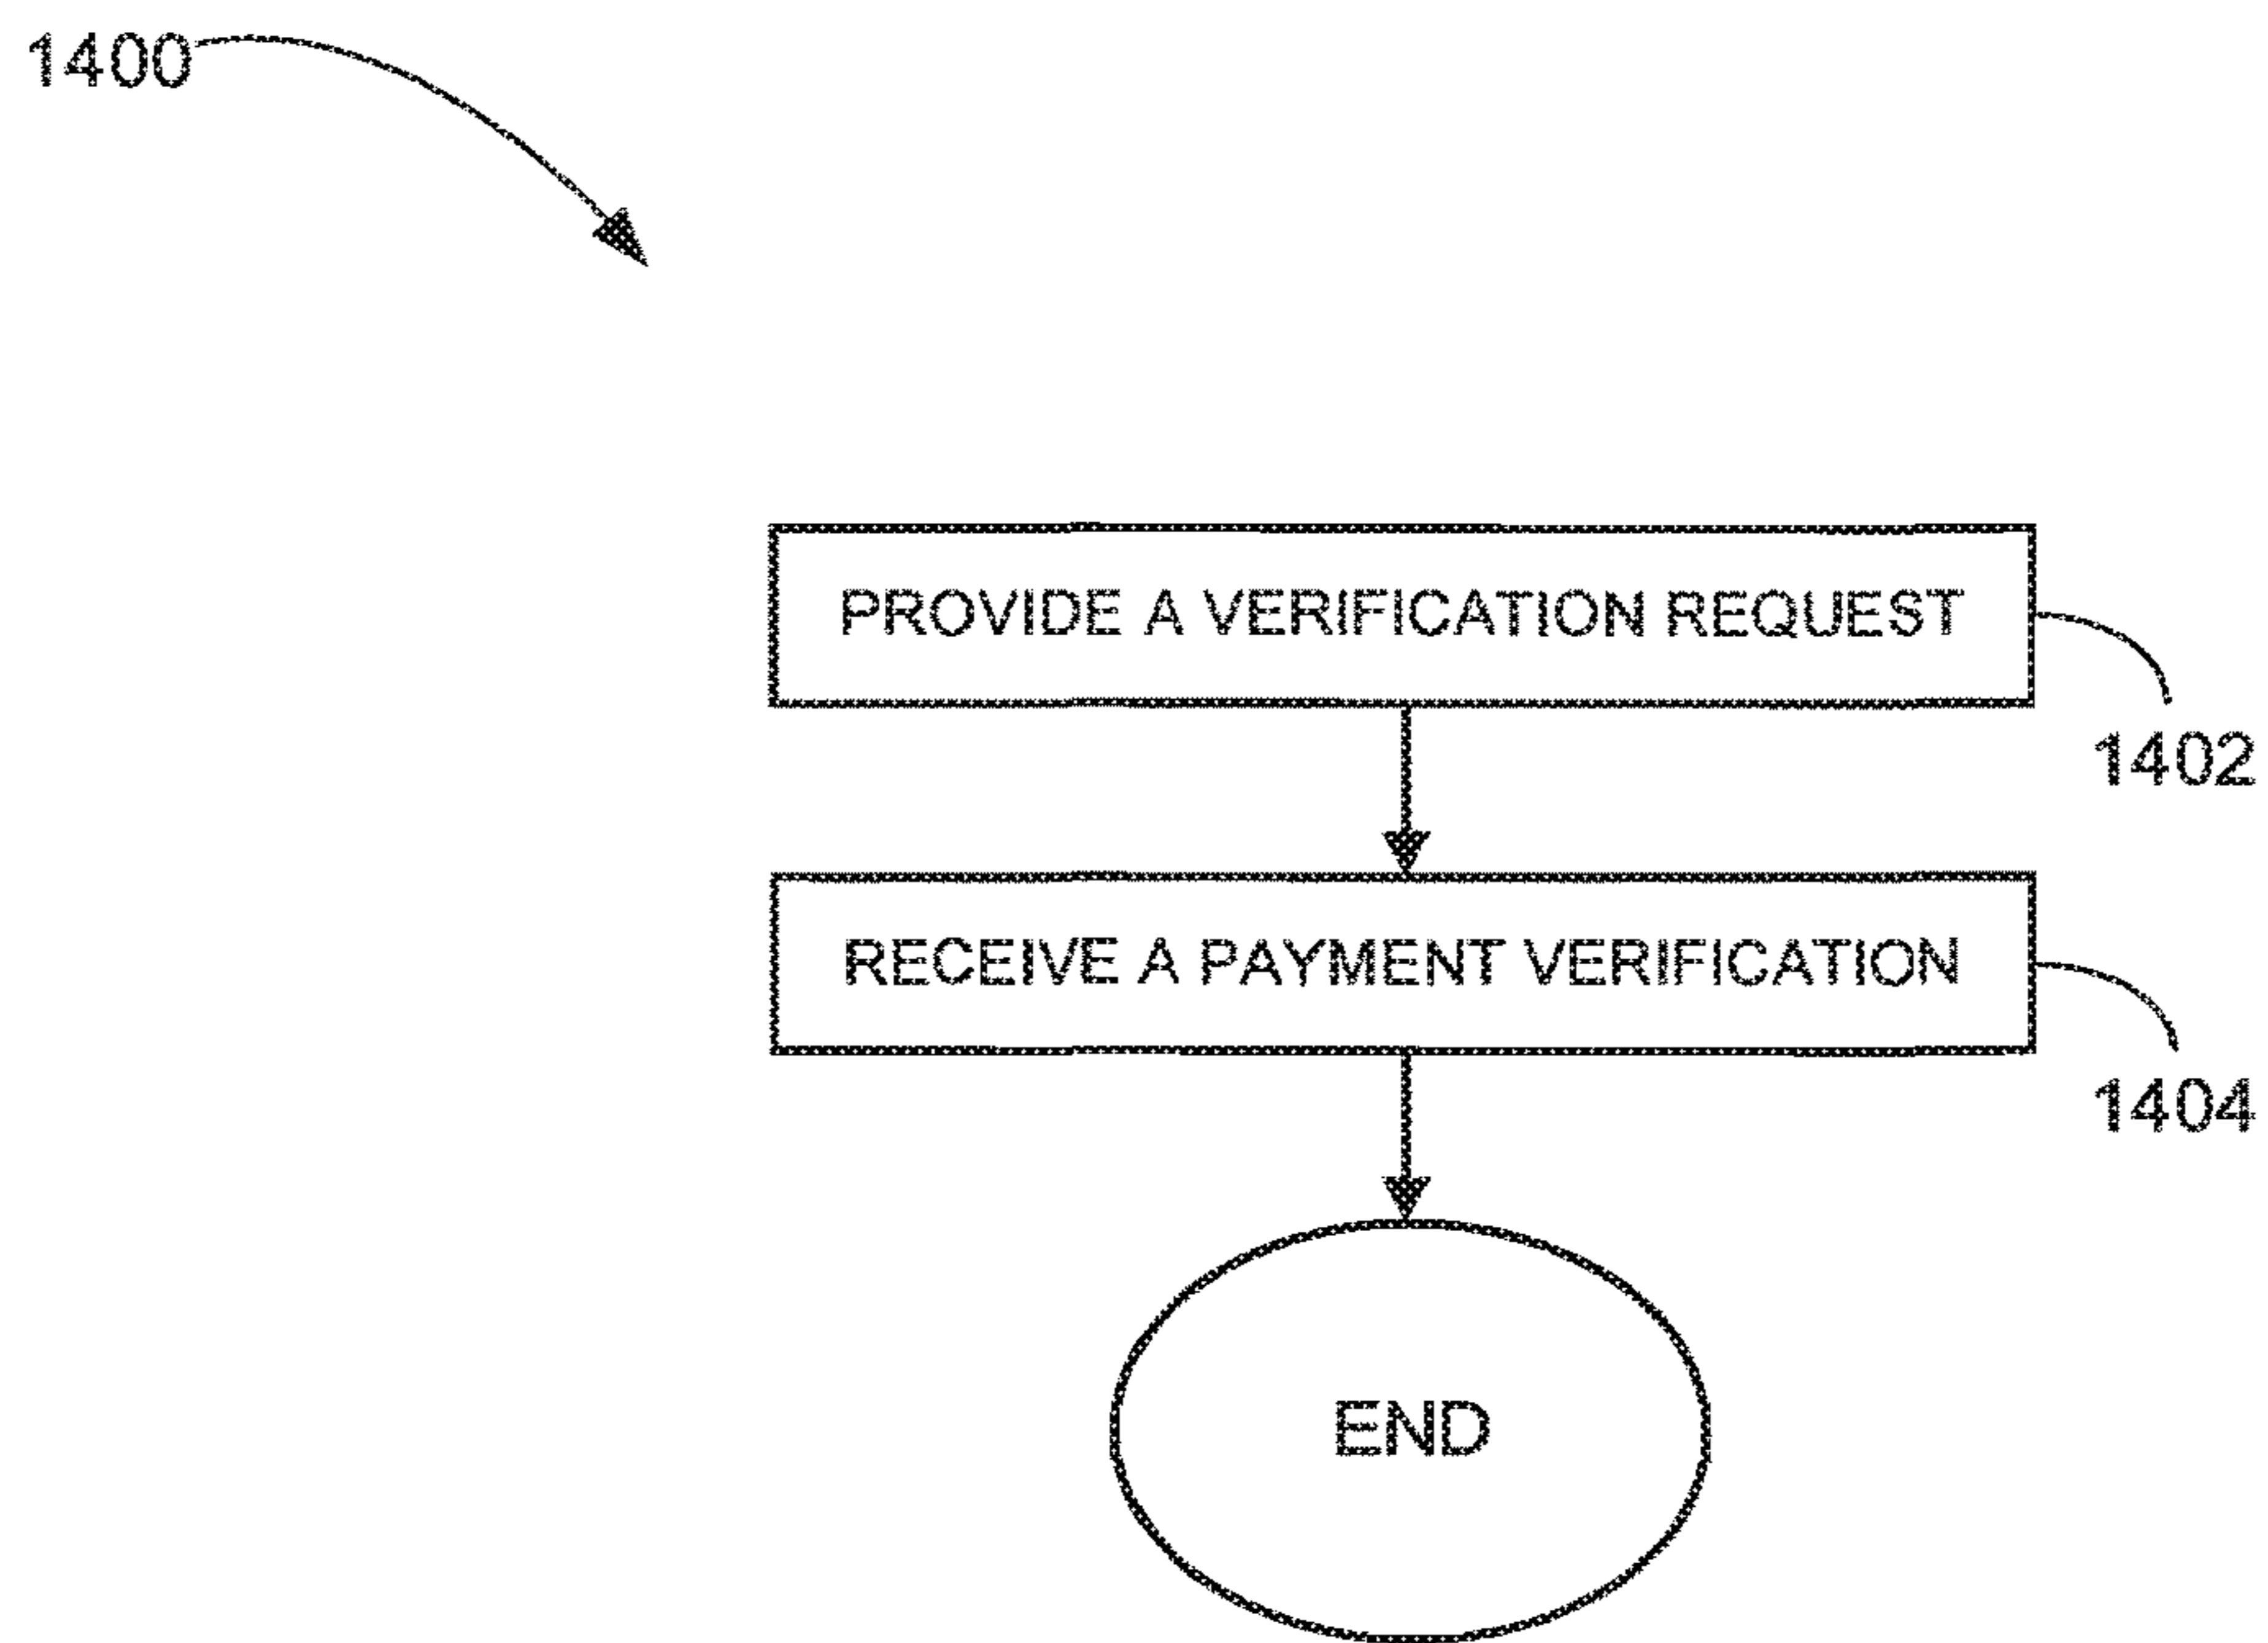 1400
PROVIDE A VERIFICATION REQUEST
1402
RECEIVE A PAYMENT VERIFICATION
1404
END